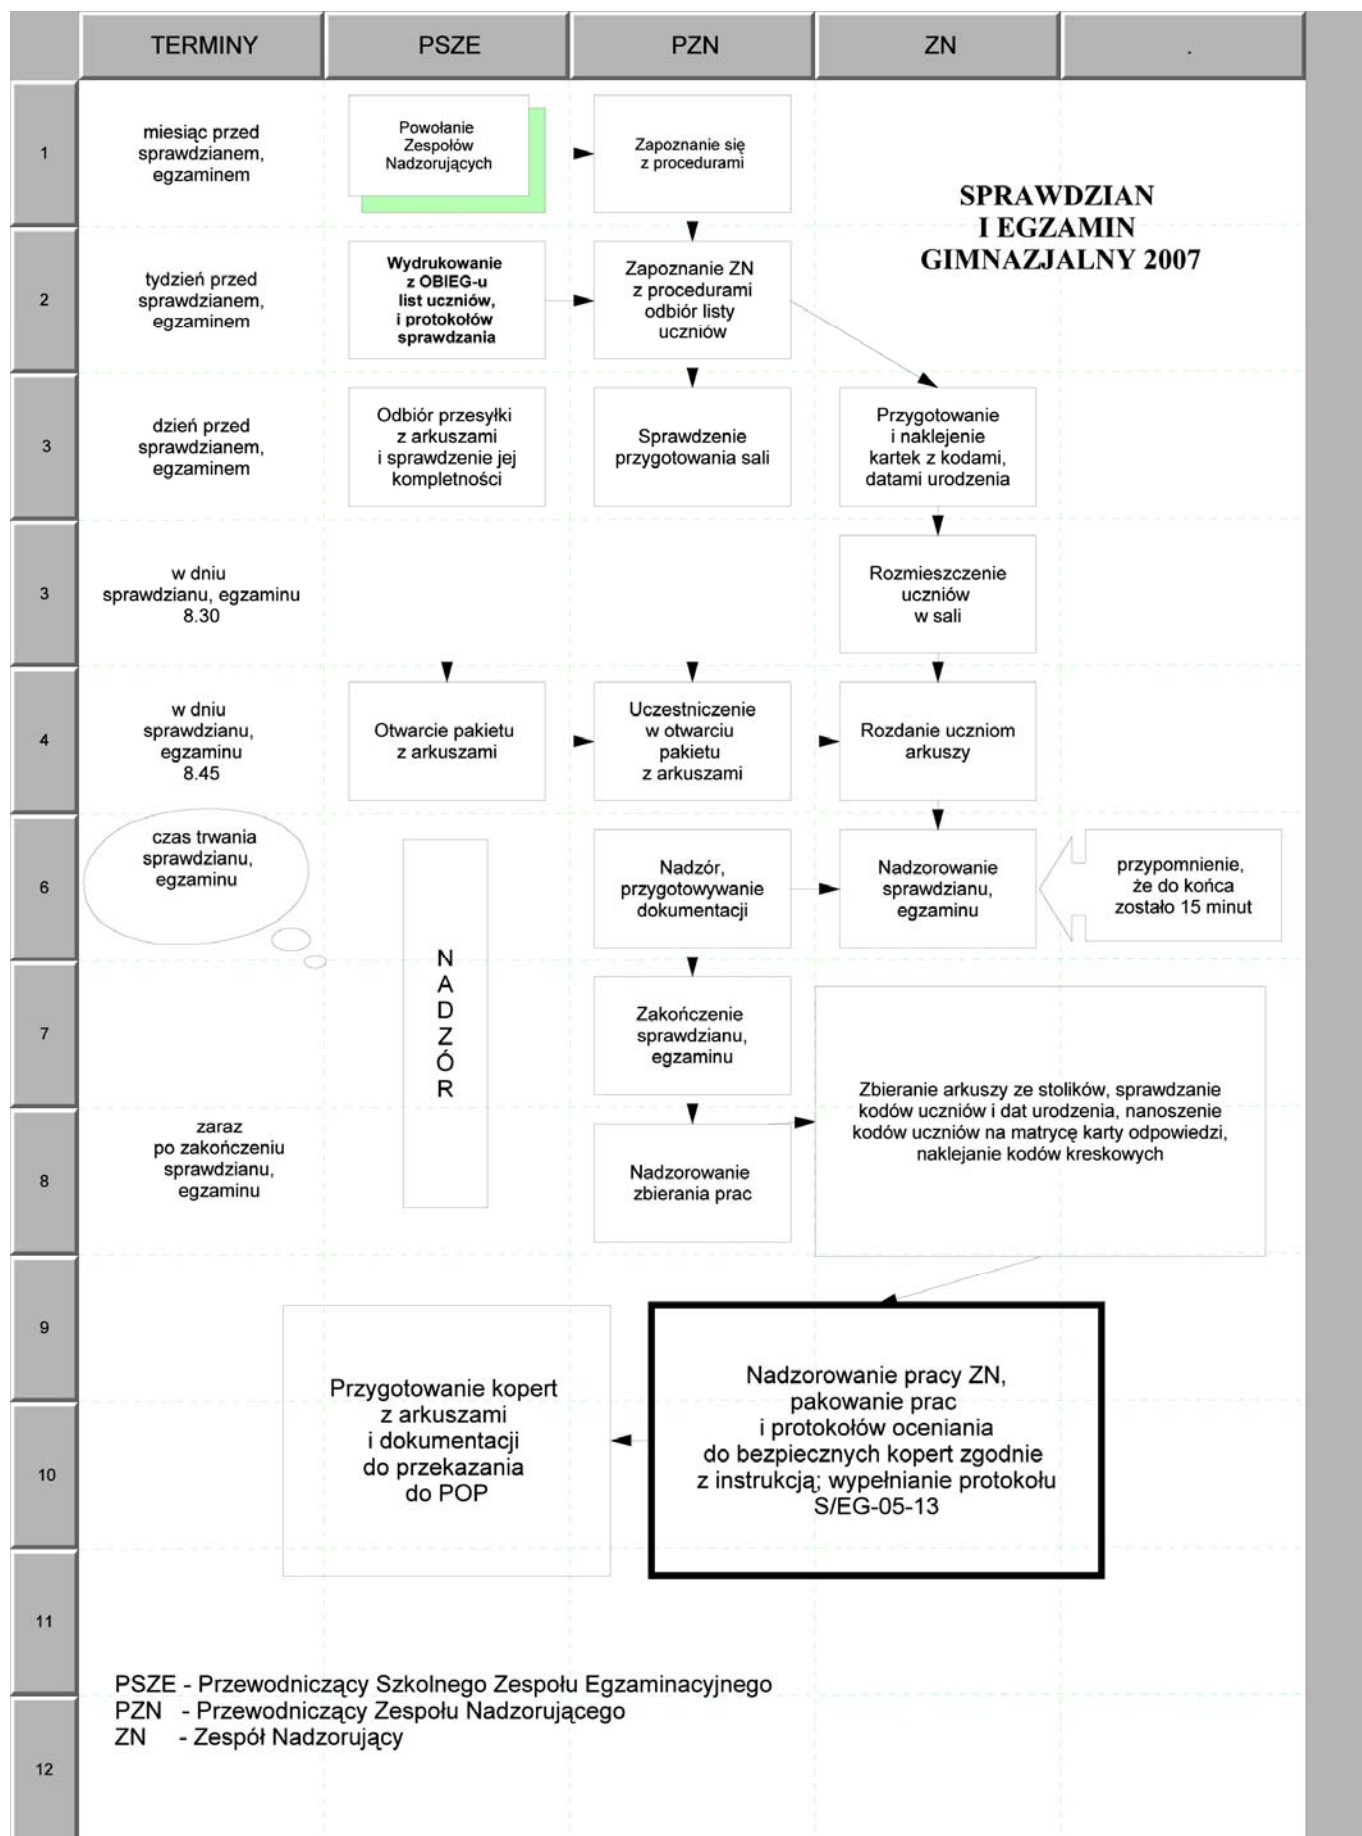 TERMINY
PSZE
PZN
ZN
.
1
miesiąc przed
sprawdzianem,
egzaminem
Powołanie
Zespołów
Nadzorujących
Zapoznanie się
z procedurami
SPRAWDZIAN
I EGZAMIN
GIMNAZJALNY 2007
2
tydzień przed
sprawdzianem,
egzaminem
Wydrukowanie
z OBIEG-u
list uczniów,
i protokołów
sprawdzania
Zapoznanie ZN
z procedurami
odbiór listy
uczniów
3
dzień przed
sprawdzianem,
egzaminem
Odbiór przesyłki
z arkuszami
i sprawdzenie jej
kompletności
Sprawdzenie
przygotowania sali
Przygotowanie
i naklejenie
kartek z kodami,
datami urodzenia
3
w dniu
sprawdzianu, egzaminu
8.30
Rozmieszczenie
uczniów
w sali
4
w dniu
sprawdzianu,
egzaminu
8.45
Otwarcie pakietu
z arkuszami
Uczestniczenie
w otwarciu
pakietu
z arkuszami
Rozdanie uczniom
arkuszy
6
czas trwania
sprawdzianu,
egzaminu
N
A
D
Z
Ó
R
Nadzór,
przygotowywanie
dokumentacji
Nadzorowanie
sprawdzianu,
egzaminu
przypomnienie,
że do końca
zostało 15 minut
7
Zakończenie
sprawdzianu,
egzaminu
Zbieranie arkuszy ze stolików, sprawdzanie
kodów uczniów i dat urodzenia, nanoszenie
kodów uczniów na matrycę karty odpowiedzi,
naklejanie kodów kreskowych
8
zaraz
po zakończeniu
sprawdzianu,
egzaminu
Nadzorowanie
zbierania prac
9
Przygotowanie kopert
z arkuszami
i dokumentacji
do przekazania
do POP
Nadzorowanie pracy ZN,
pakowanie prac
i protokołów oceniania
do bezpiecznych kopert zgodnie
z instrukcją; wypełnianie protokołu
S/EG-05-13
10
11
PSZE - Przewodniczący Szkolnego Zespołu Egzaminacyjnego
PZN - Przewodniczący Zespołu Nadzorującego
ZN - Zespół Nadzorujący
12